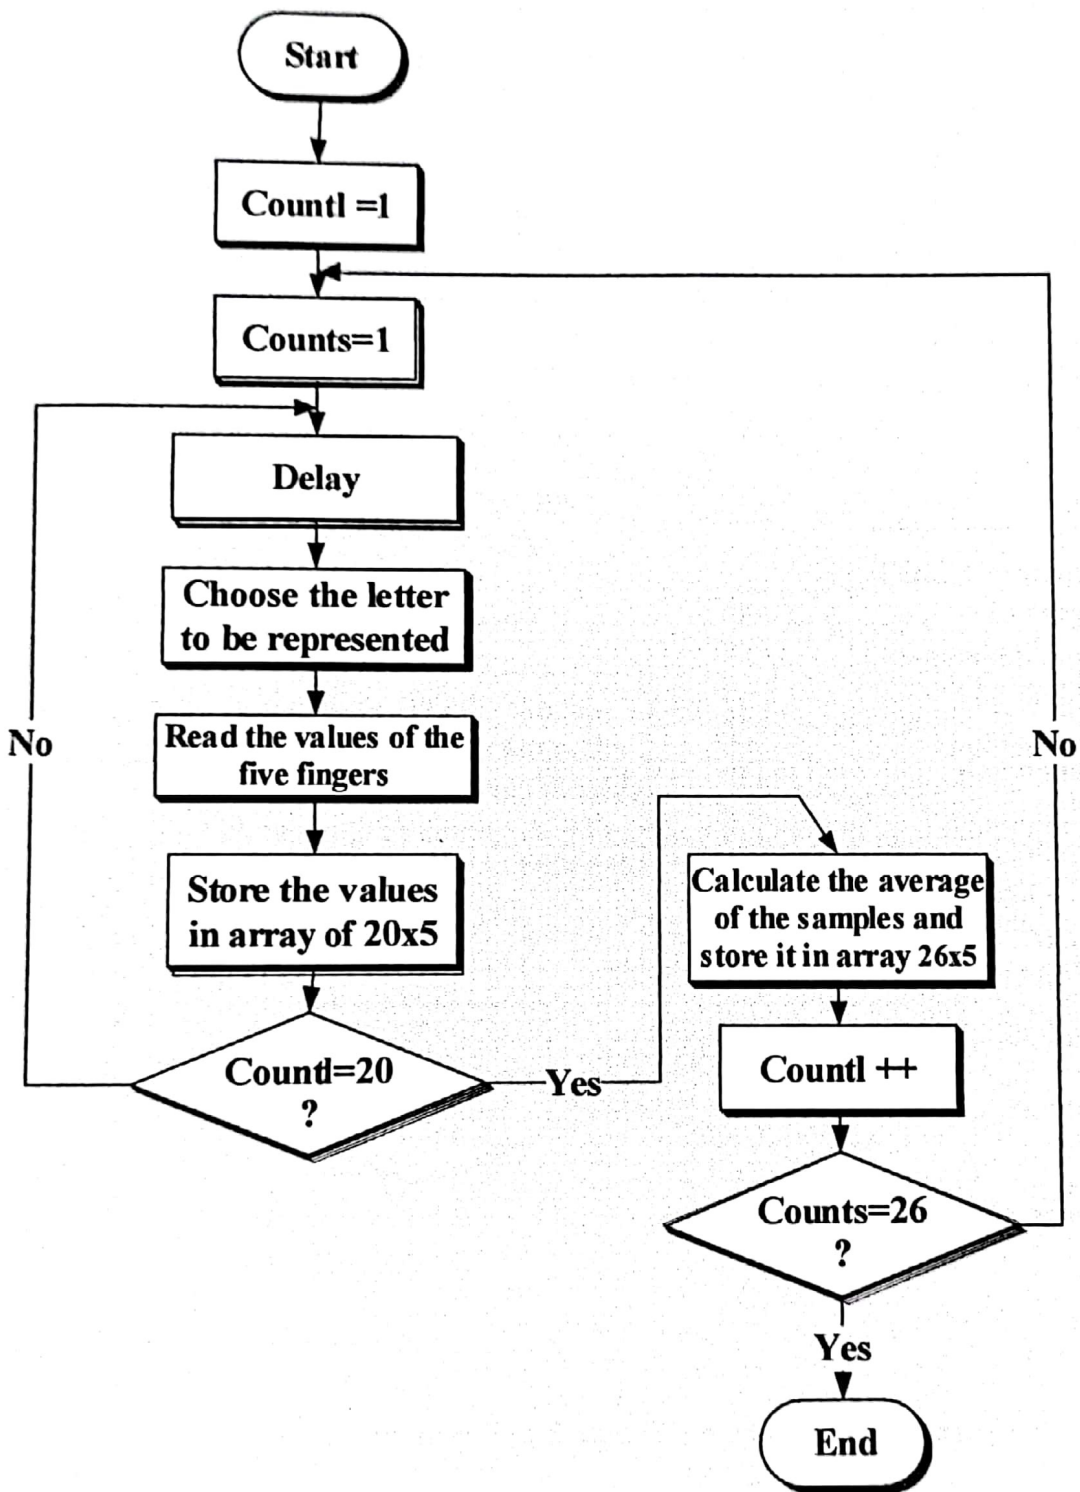 Start
Countl =1
Counts=1
Delay
Choose the letter
to be represented
No
Read the values of the
five fingers
No
Store the values
in array of 20x5
Calculate the average
of the samples and
store it in array 26x5
Countl=20
?
Yes
Countl ++
Counts=26
?
Yes
End